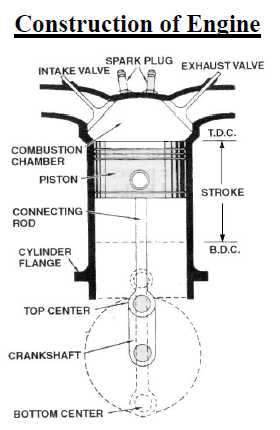 Construction of Engine
SPARK PLUG
INTAKE VALVE
EXHAUST VALVE
T.D.C.
COMBUSTION
CHAMBER
PISTON
STROKE
CONNECTING
ROD
B.D.C.
CYLINDER
FLANGE
TOP CENTER
CRANKSHAFT
BOTTOM CENTER